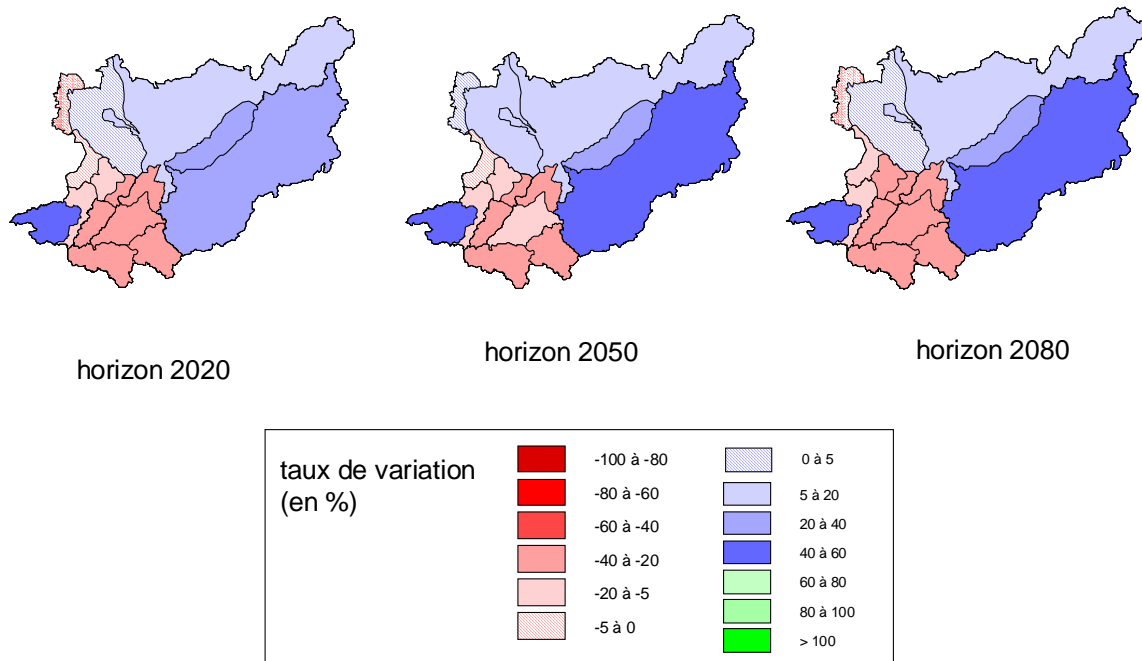 horizon 2020
horizon 2050
horizon 2080
taux de variation
(en %)
-100 à -80
-80 à -60
-60 à -40
-40 à -20
-20 à -5
-5 à 0
0 à 5
5 à 20
20 à 40
40 à 60
60 à 80
80 à 100
> 100